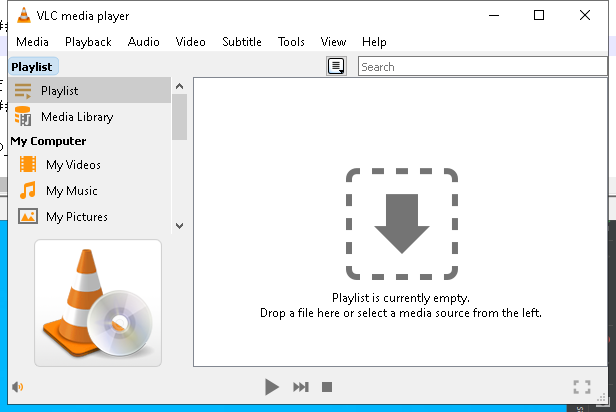 VLC media player
Media Playback Audio Video Subtitle Tools View Help
Playlist
Search
Playlist
Media Library
My Computer
My Videos
My Music
My Pictures
Playlist is currently empty.
Drop a file here or select a media source from the left.